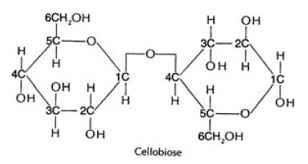 6CH₂OH
H OH
5C O 3C 2C
H H O OH H OH
4C 1C 4C 1C
OH OH H H H H H
3C 2C 5C O
H OH 6CH₂OH
Cellobiose